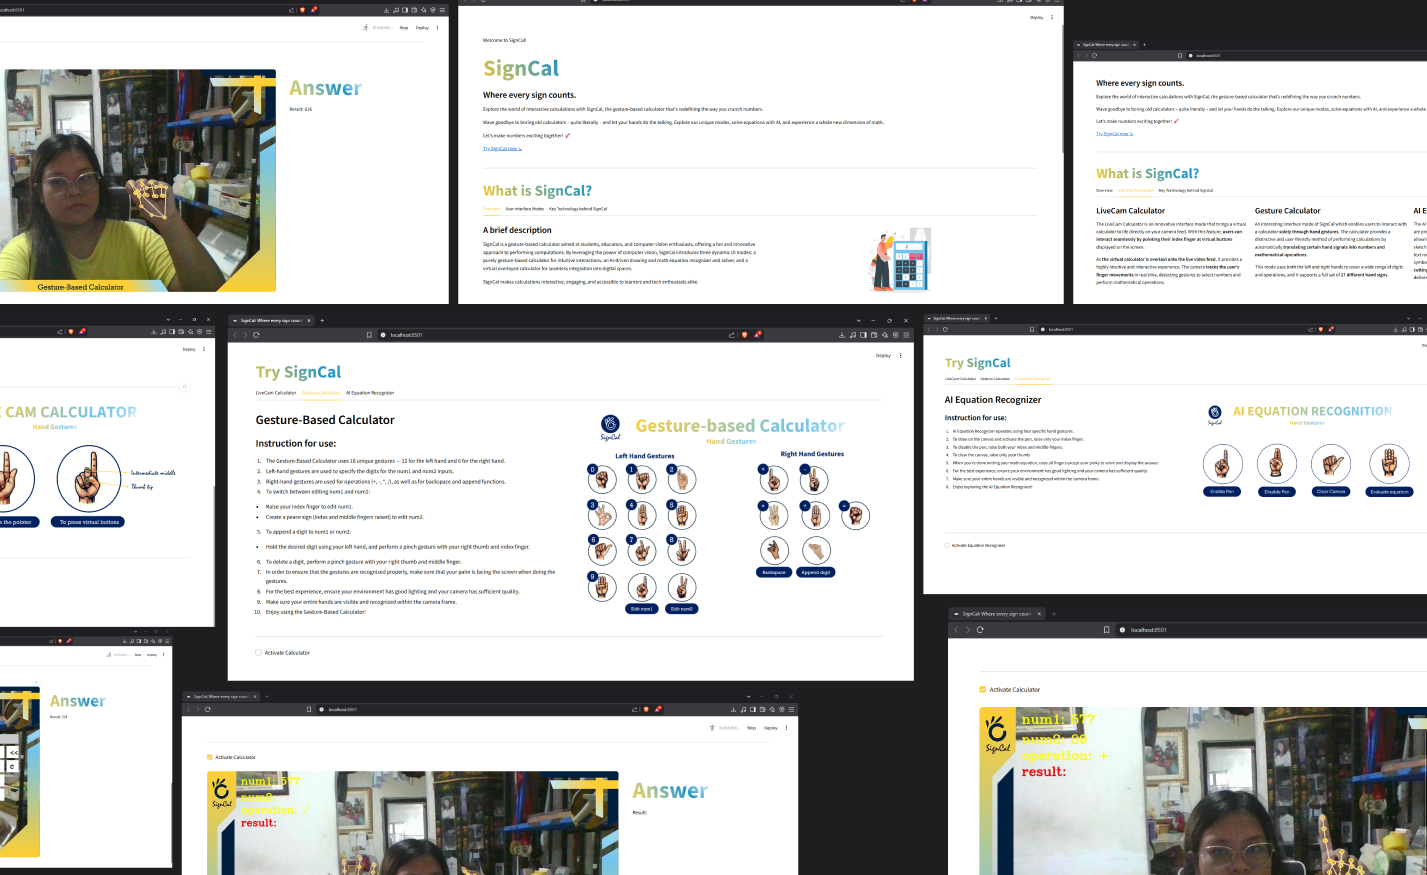 localhost:8501
RUNNING...
Stop
Deploy
Answer
Result: 616
Gesture-Based Calculator
Deploy
Welcome to SignCal!
SignCal
Where every sign counts.
Explore the world of interactive calculations with SignCal, the gesture-based calculator that's redefining the way you crunch numbers.
Wave goodbye to boring old calculators – quite literally – and let your hands do the talking. Explore our unique modes, solve equations with AI, and experience a whole new dimension of math.
Let's make numbers exciting together! 🚀
Try SignCal now
What is SignCal?
Overview User Interface Modes Key Technology behind SignCal
A brief description
SignCal is a gesture-based calculator aimed at students, educators, and computer vision enthusiasts, offering a fun and innovative
approach to performing computations. By leveraging the power of computer vision, SignCal introduces three dynamic UI modes: a
purely gesture-based calculator for intuitive interactions, an AI-driven drawing and math equation recognizer and solver, and a
virtual overlayed calculator for seamless integration into digital spaces.
SignCal makes calculations interactive, engaging, and accessible to learners and tech enthusiasts alike.
SignCal: Where every sign count
localhost:8501
Where every sign counts.
Explore the world of interactive calculations with SignCal, the gesture-based calculator that's redefining the way you crunch numbers.
Wave goodbye to boring old calculators – quite literally – and let your hands do the talking. Explore our unique modes, solve equations with AI, and experience a whole
Let's make numbers exciting together! 🚀
Try SignCal now
What is SignCal?
Overview User Interface Modes Key Technology behind SignCal
LiveCam Calculator
The LiveCam Calculator is an innovative interface mode that brings a virtual
calculator to life directly on your camera feed. With this feature, users can
interact seamlessly by pointing their index finger at virtual buttons
displayed on the screen.
As the virtual calculator is overlaid onto the live video feed, it provides a
highly intuitive and interactive experience. The camera tracks the user's
finger movements in real time, detecting gestures to select numbers and
perform mathematical operations.
Gesture Calculator
An interesting interface mode of SignCal which enables users to interact with
a calculator solely through hand gestures. The calculator provides a
distinctive and user-friendly method of performing calculations by
automatically translating certain hand signs into numbers and
mathematical operations.
This mode uses both the left and right hands to cover a wide range of digits
and operations, and it supports a full set of 17 different hand signs.
AI E
The AI
are pr
allowi
sketch
text ro
symbo
cutting
deliver
Deploy
E CAM CALCULATOR
Hand Gestures
Intermediate middle
Thumb tip
e the pointer
To press virtual buttons
SignCal: Where every sign count
localhost:8501
Deploy
Try SignCal
LiveCam Calculator Gesture Calculator AI Equation Recognizer
Gesture-Based Calculator
Instruction for use:
1. The Gesture-Based Calculator uses 18 unique gestures -- 12 for the left hand and 6 for the right hand.
2. Left-hand gestures are used to specify the digits for the num1 and num2 inputs.
3. Right-hand gestures are used for operations (+, -, *, /), as well as for backspace and append functions.
4. To switch between editing num1 and num2:
• Raise your index finger to edit num1.
• Create a peace sign (index and middle fingers raised) to edit num2.
5. To append a digit to num1 or num2:
• Hold the desired digit using your left hand, and perform a pinch gesture with your right thumb and index finger.
6. To delete a digit, perform a pinch gesture with your right thumb and middle finger.
7. In order to ensure that the gestures are recognized properly, make sure that your palm is facing the screen when doing the
gestures.
8. For the best experience, ensure your environment has good lighting and your camera has sufficient quality.
9. Make sure your entire hands are visible and recognized within the camera frame.
10. Enjoy using the Gesture-Based Calculator!
Activate Calculator
SignCal
Gesture-based Calculator
Hand Gestures
Left Hand Gestures
0 1 2
3 4 5
6 7 8
9
Edit num1 Edit num2
Right Hand Gestures
+ -
× ÷ =
Backspace Append digit
SignCal: Where every sign count
localhost:8501
Try SignCal
LiveCam Calculator Gesture Calculator AI Equation Recognizer
AI Equation Recognizer
Instruction for use:
1. AI Equation Recognizer operates using four specific hand gestures.
2. To draw on the canvas and activate the pen, raise only your index finger.
3. To disable the pen, raise both your index and middle fingers.
4. To clear the canvas, raise only your thumb.
5. When you're done writing your math equation, raise all fingers except your pinky to solve and display the answer.
6. For the best experience, ensure your environment has good lighting and your camera has sufficient quality.
7. Make sure your entire hands are visible and recognized within the camera frame.
8. Enjoy exploring the AI Equation Recognizer!
Activate Equation Recognizer
SignCal
AI EQUATION RECOGNITION
Hand Gestures
Enable Pen
Disable Pen
Clear Canvas
Evaluate equation
RUNNING...
Stop
Deploy
Answer
<<
C
SignCal: Where every sign count
localhost:8501
RUNNING...
Stop
Deploy
Activate Calculator
SignCal
num1: 577
num2:
operation: /
result:
Answer
Result:
SignCal: Where every sign count
localhost:8501
Activate Calculator
SignCal
num1: 577
operation: +
result: